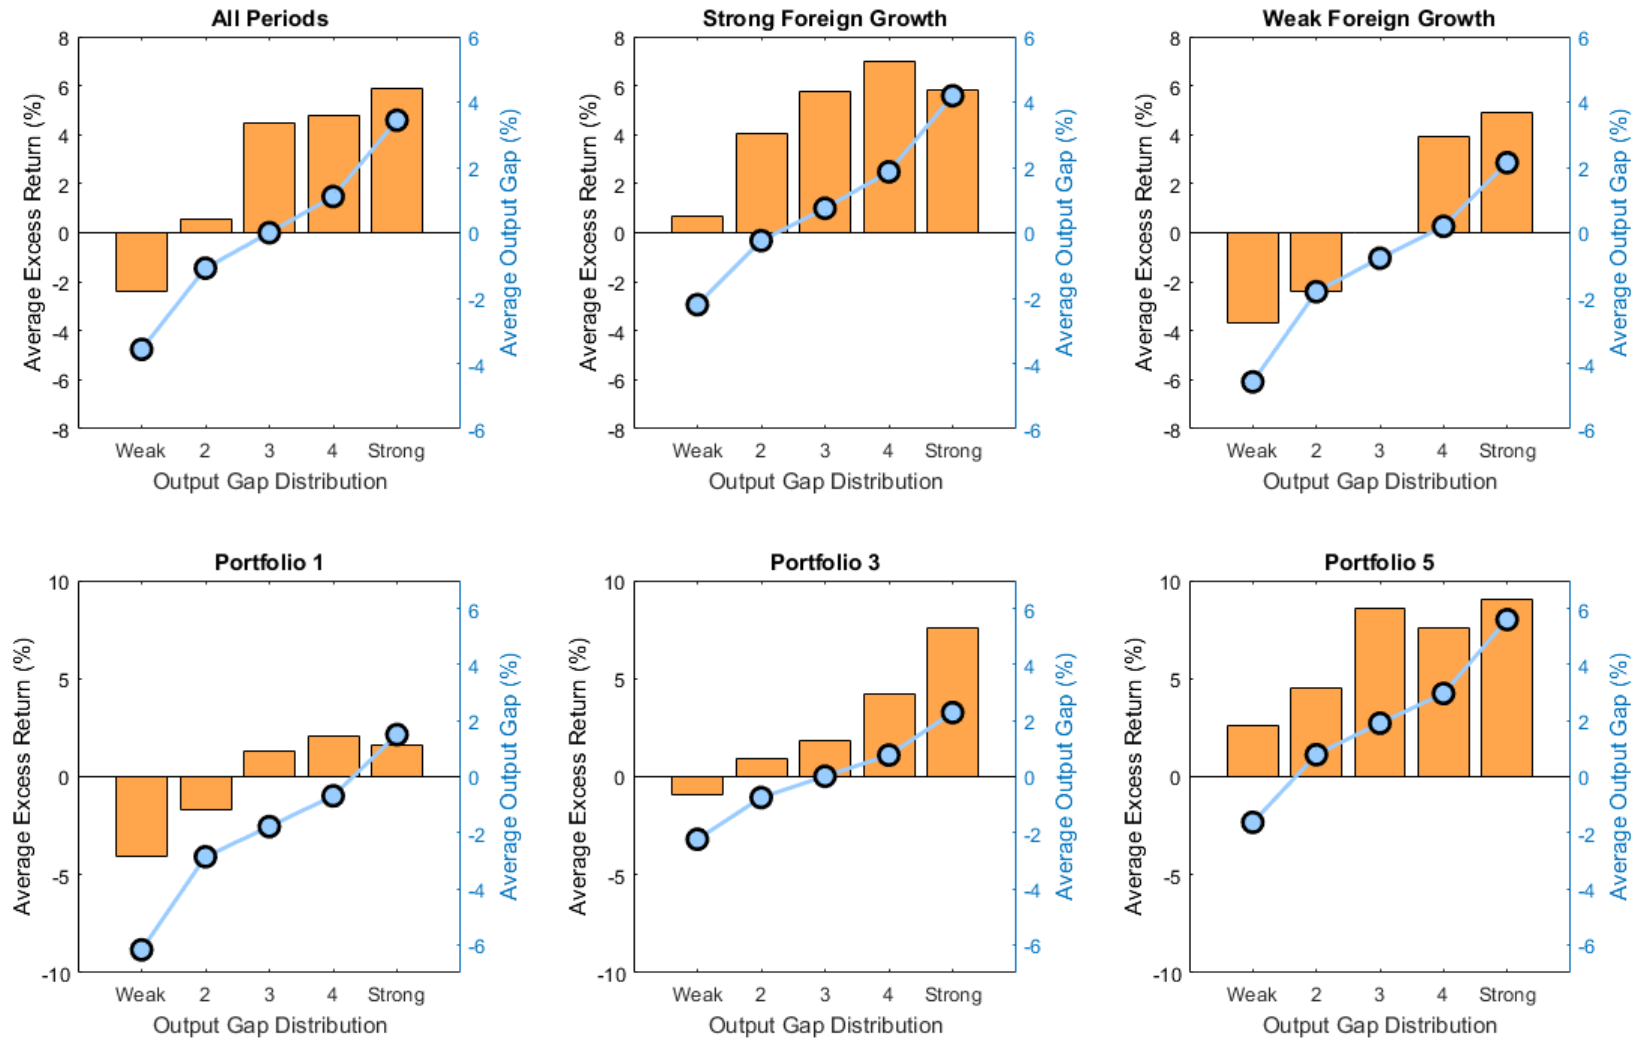 All Periods
8
6
4
2
0
-2
-4
-6
-8
Average Excess Return (%)
6
4
2
0
-2
-4
-6
Average Output Gap (%)
Weak 2 3 4 Strong
Output Gap Distribution
Strong Foreign Growth
8
6
4
2
0
-2
-4
-6
-8
Average Excess Return (%)
6
4
2
0
-2
-4
-6
Average Output Gap (%)
Weak 2 3 4 Strong
Output Gap Distribution
Weak Foreign Growth
8
6
4
2
0
-2
-4
-6
-8
Average Excess Return (%)
6
4
2
0
-2
-4
-6
Average Output Gap (%)
Weak 2 3 4 Strong
Output Gap Distribution
Portfolio 1
10
5
0
-5
-10
Average Excess Return (%)
6
4
2
0
-2
-4
-6
Average Output Gap (%)
Weak 2 3 4 Strong
Output Gap Distribution
Portfolio 3
10
5
0
-5
-10
Average Excess Return (%)
6
4
2
0
-2
-4
-6
Average Output Gap (%)
Weak 2 3 4 Strong
Output Gap Distribution
Portfolio 5
10
5
0
-5
-10
Average Excess Return (%)
6
4
2
0
-2
-4
-6
Average Output Gap (%)
Weak 2 3 4 Strong
Output Gap Distribution